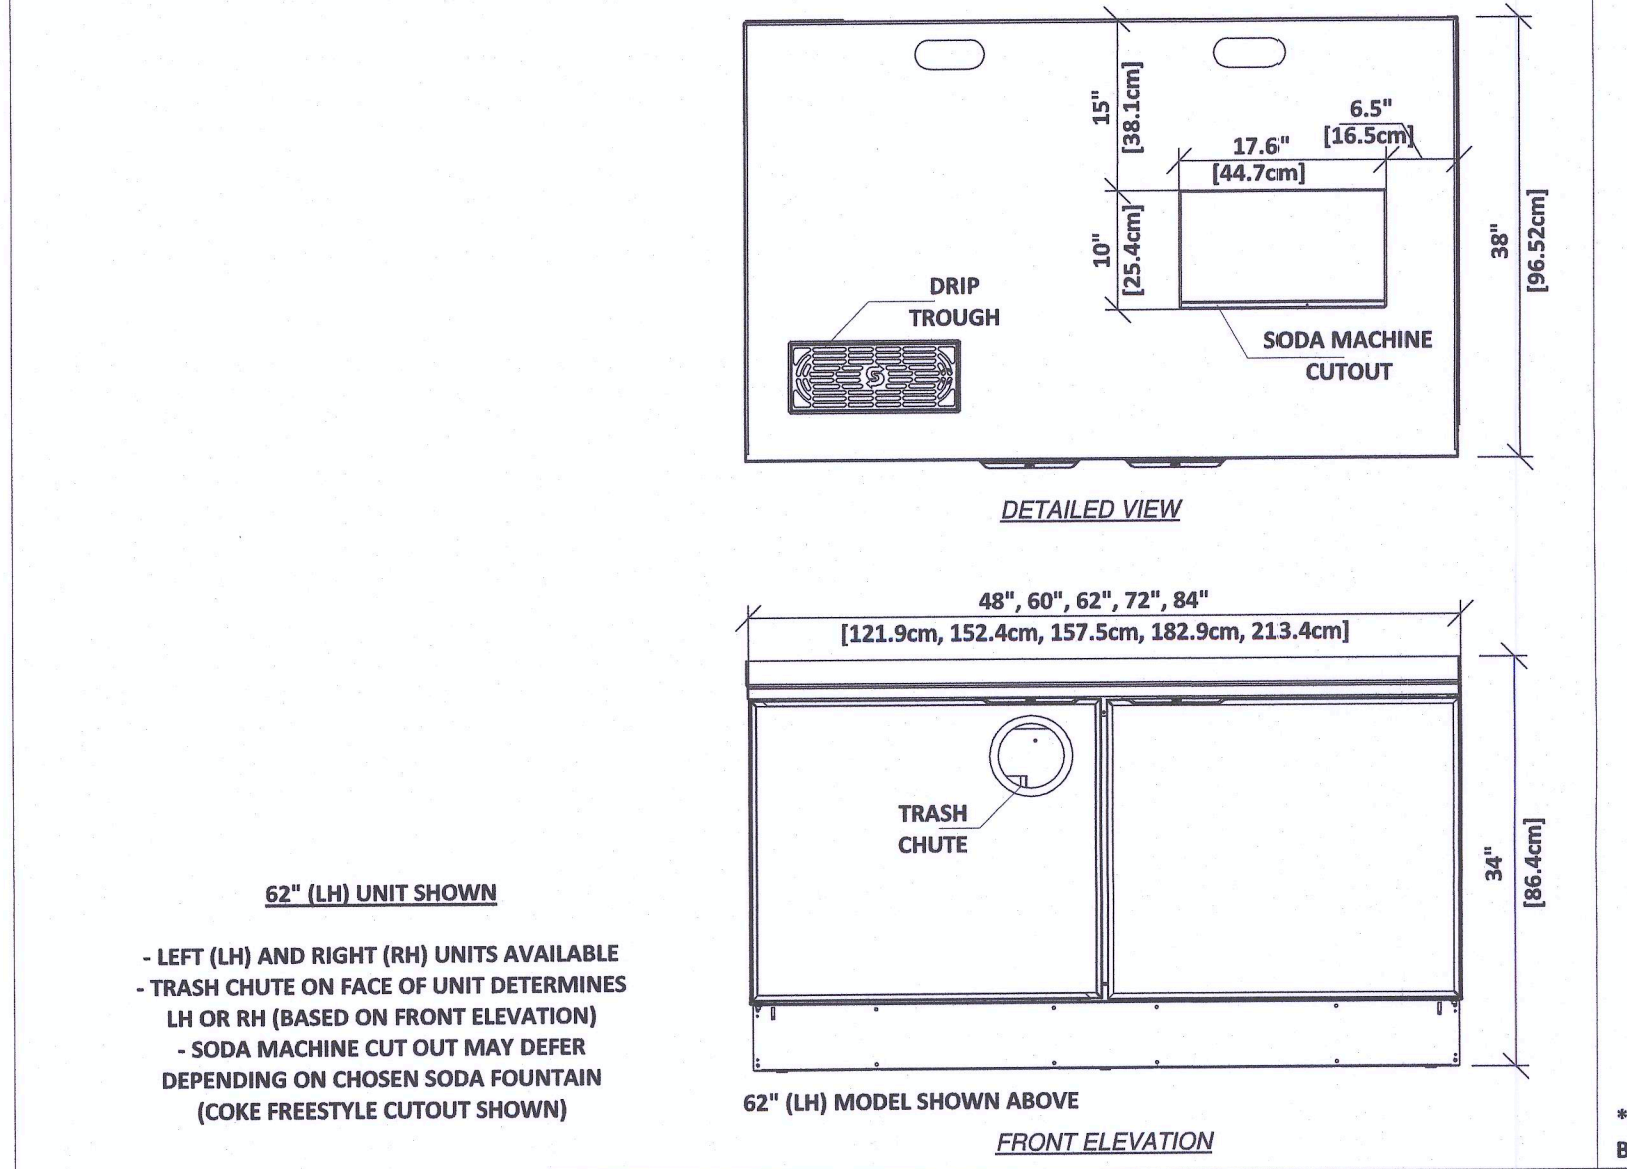 15"
[38.1cm]
6.5"
[16.5cm]
17.6"
[44.7cm]
10"
[25.4cm]
38"
[96.52cm]
DRIP
TROUGH
SODA MACHINE
CUTOUT
DETAILED VIEW
48", 60", 62", 72", 84"
[121.9cm, 152.4cm, 157.5cm, 182.9cm, 213.4cm]
TRASH
CHUTE
34"
[86.4cm]
62" (LH) UNIT SHOWN
- LEFT (LH) AND RIGHT (RH) UNITS AVAILABLE
- TRASH CHUTE ON FACE OF UNIT DETERMINES
LH OR RH (BASED ON FRONT ELEVATION)
- SODA MACHINE CUT OUT MAY DEFER
DEPENDING ON CHOSEN SODA FOUNTAIN
(COKE FREESTYLE CUTOUT SHOWN)
62" (LH) MODEL SHOWN ABOVE
FRONT ELEVATION
*
B